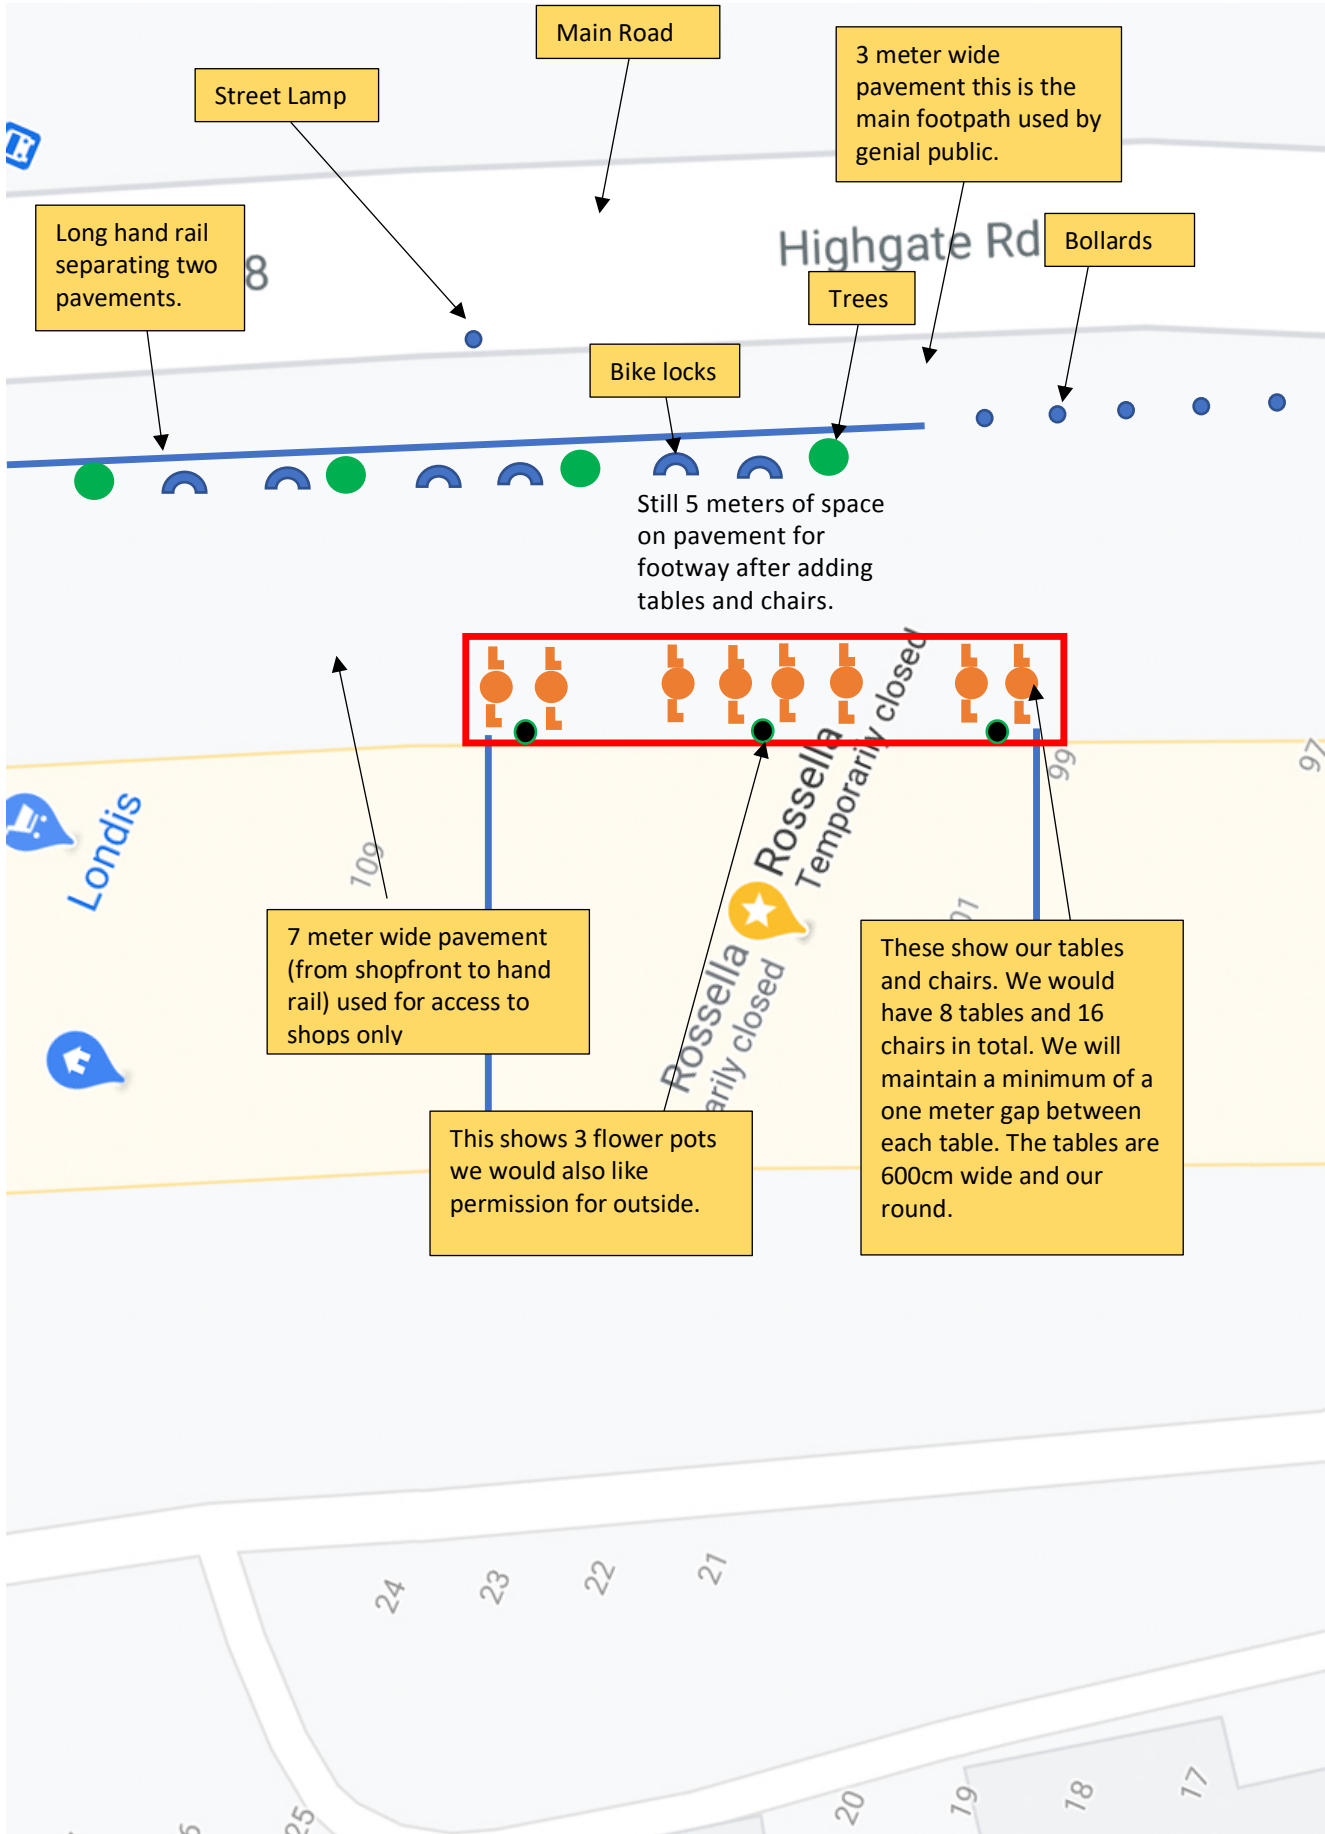 Main Road
Street Lamp
3 meter wide
pavement this is the
main footpath used by
genial public.
Long hand rail
separating two
pavements.
8
Highgate Rd
Bollards
Trees
Bike locks
Still 5 meters of space
on pavement for
footway after adding
tables and chairs.
Londis
109
Rossella
Temporarily closed
99
97
01
Rossella
arily closed
7 meter wide pavement
(from shopfront to hand
rail) used for access to
shops only
This shows 3 flower pots
we would also like
permission for outside.
These show our tables
and chairs. We would
have 8 tables and 16
chairs in total. We will
maintain a minimum of a
one meter gap between
each table. The tables are
600cm wide and our
round.
24
23
22
21
25
20
19
18
17